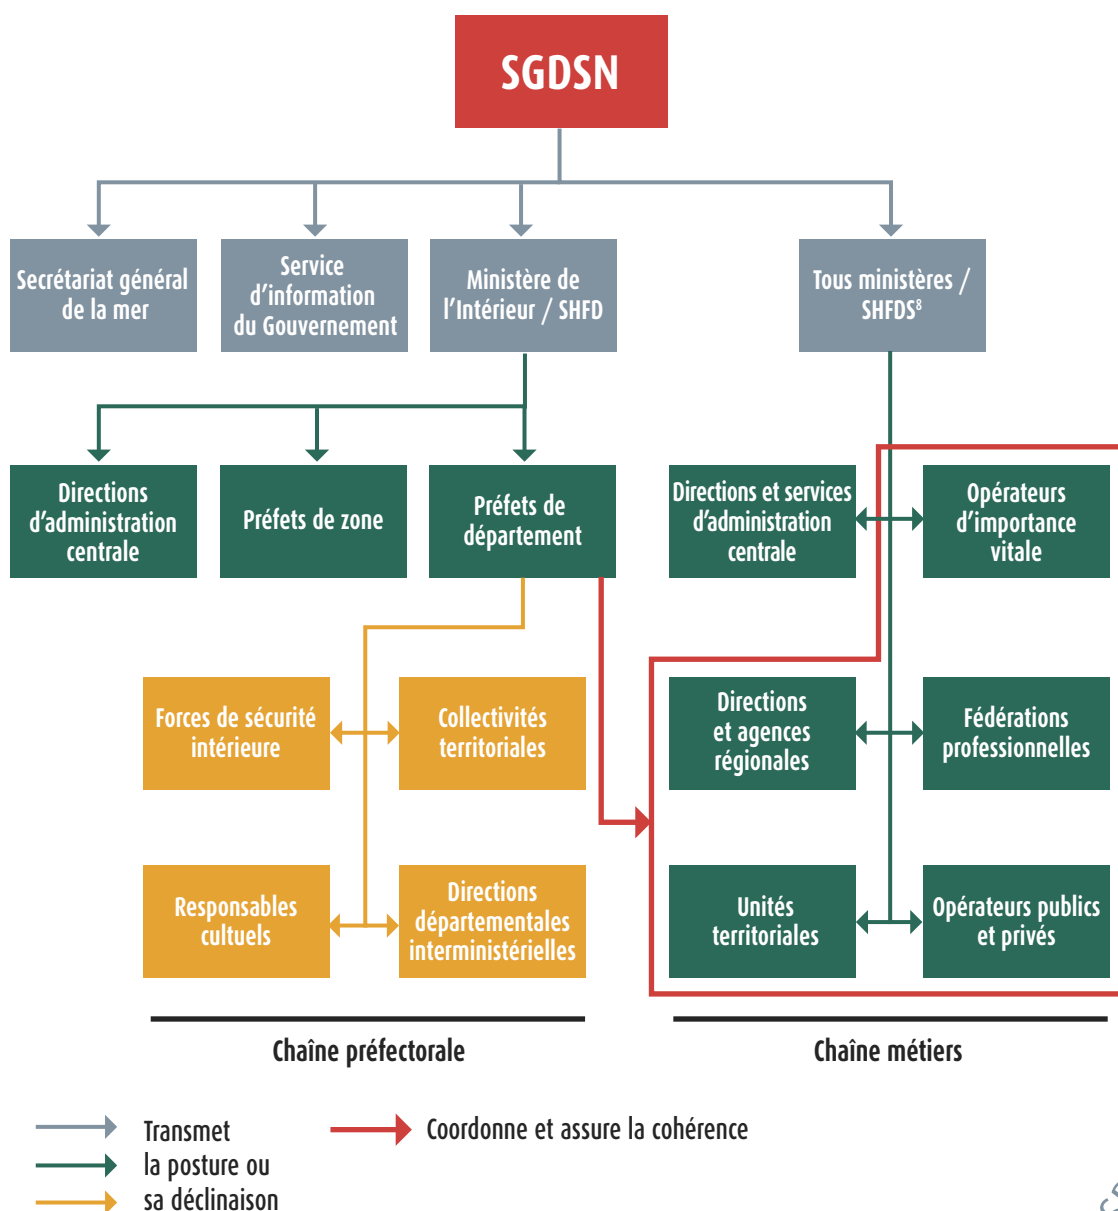 SGDSN
Secrétariat général
de la mer
Service
d'information
du Gouvernement
Ministère de
l'Intérieur / SHFD
Tous ministères /
SHFDS⁸
Directions
d'administration
centrale
Préfets de zone
Préfets de
département
Directions et services
d'administration
centrale
Opérateurs
d'importance
vitale
Forces de sécurité
intérieure
Collectivités
territoriales
Directions
et agences
régionales
Fédérations
professionnelles
Responsables
cultuels
Directions
départementales
interministérielles
Unités
territoriales
Opérateurs publics
et privés
Chaîne préfectorale
Chaîne métiers
Transmet
la posture ou
sa déclinaison
Coordonne et assure la cohérence